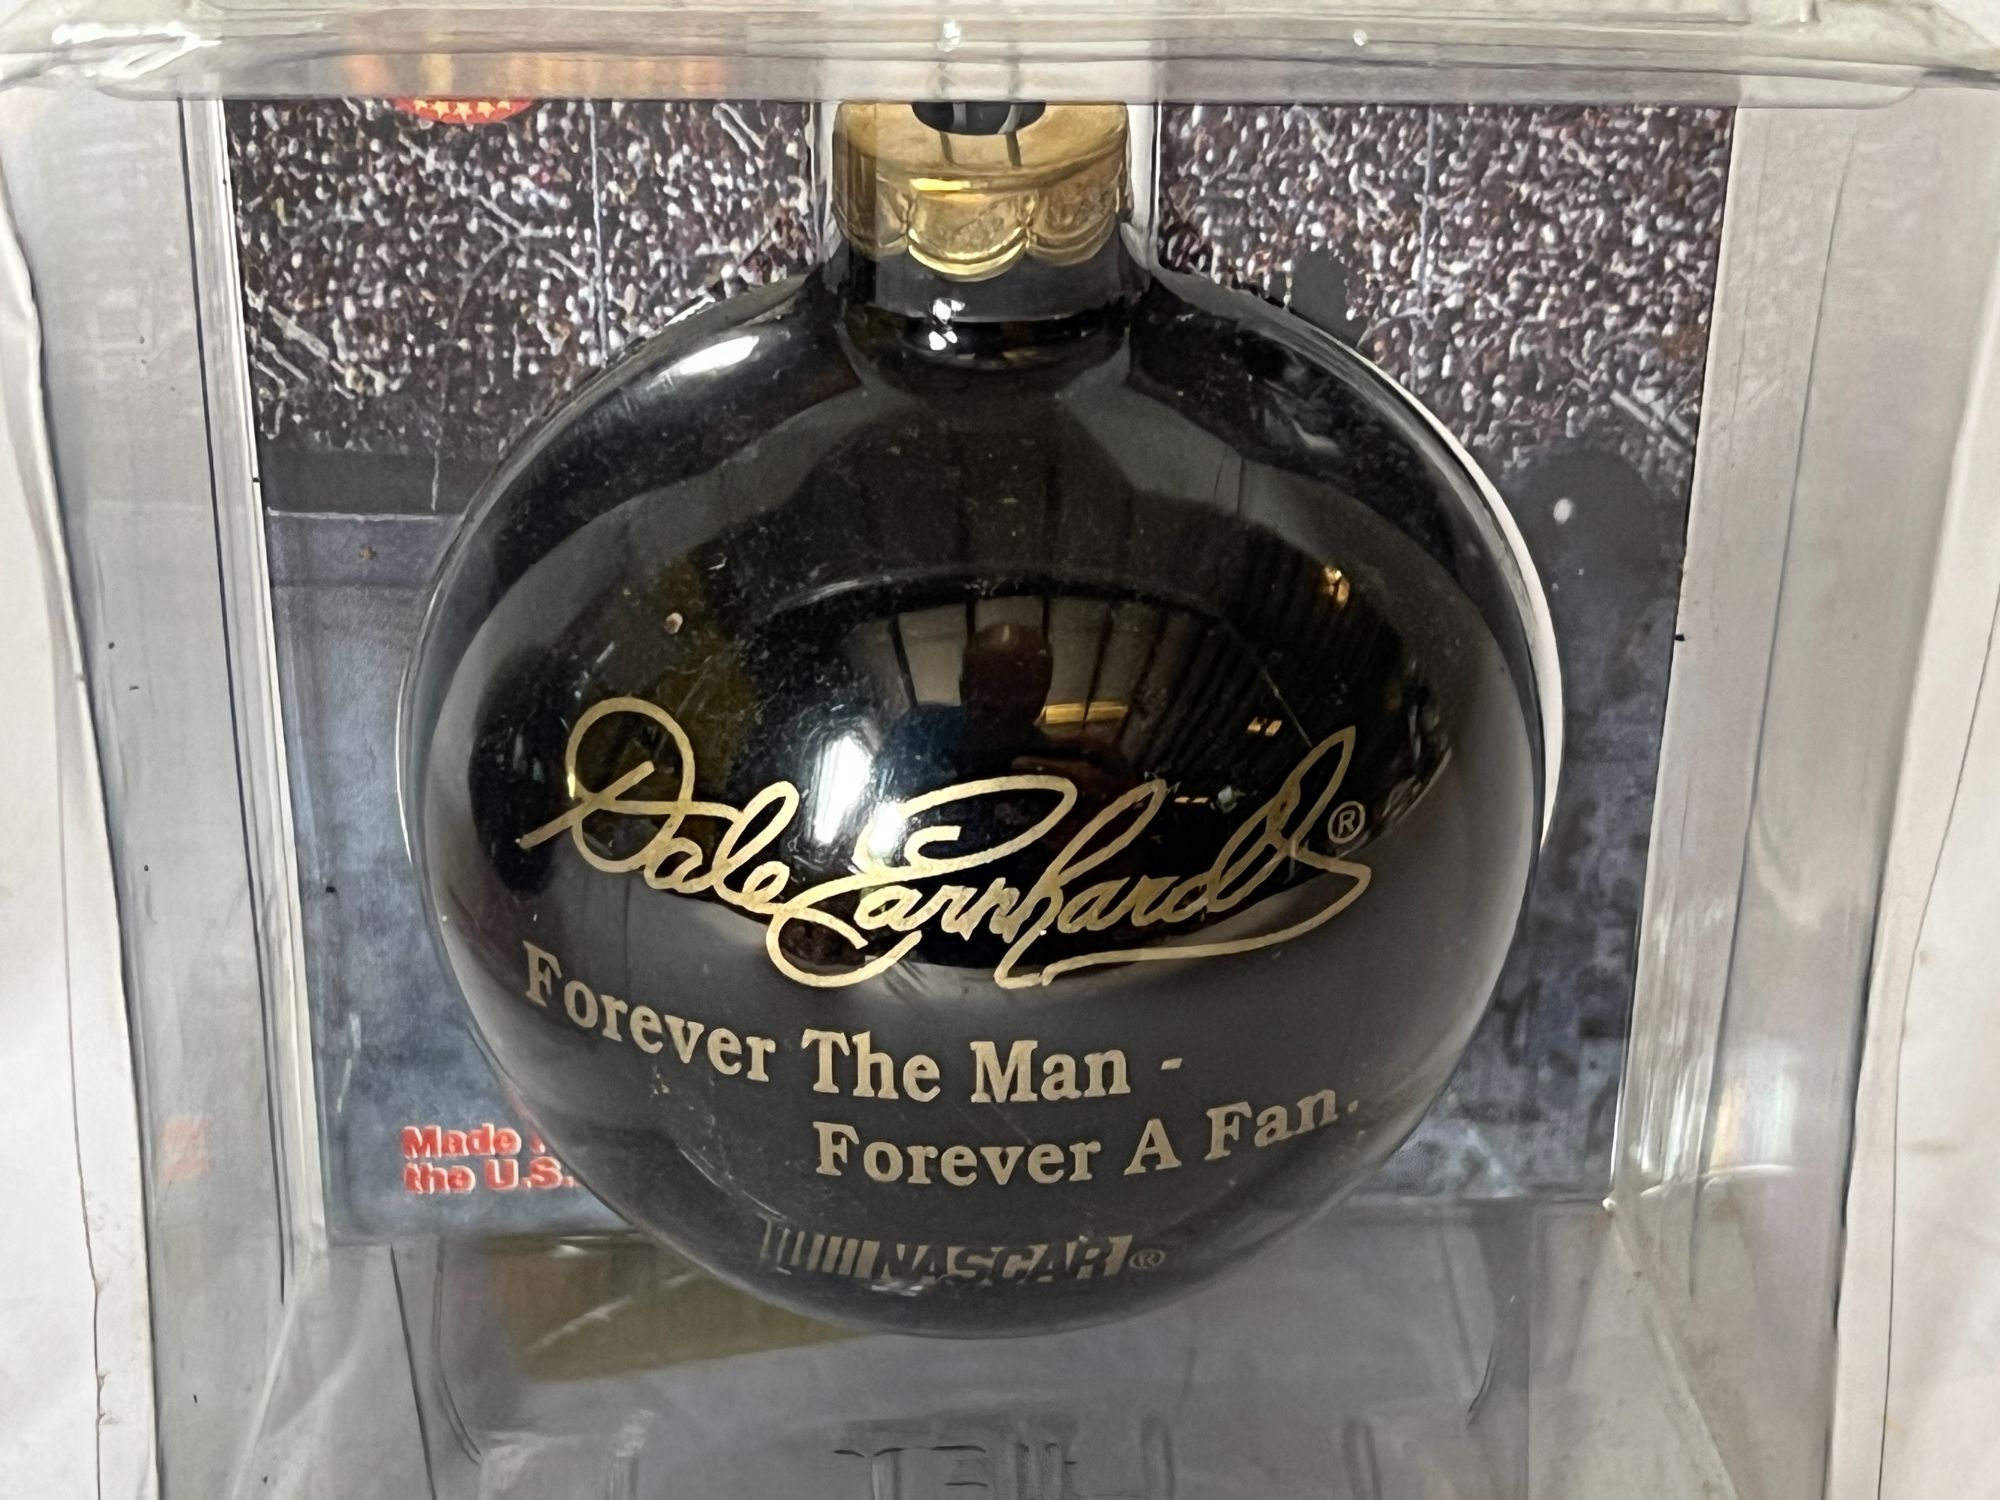 Dale Earnhardt®
Forever The Man -
Forever A Fan.
NASCAR®
Made
the U.S.